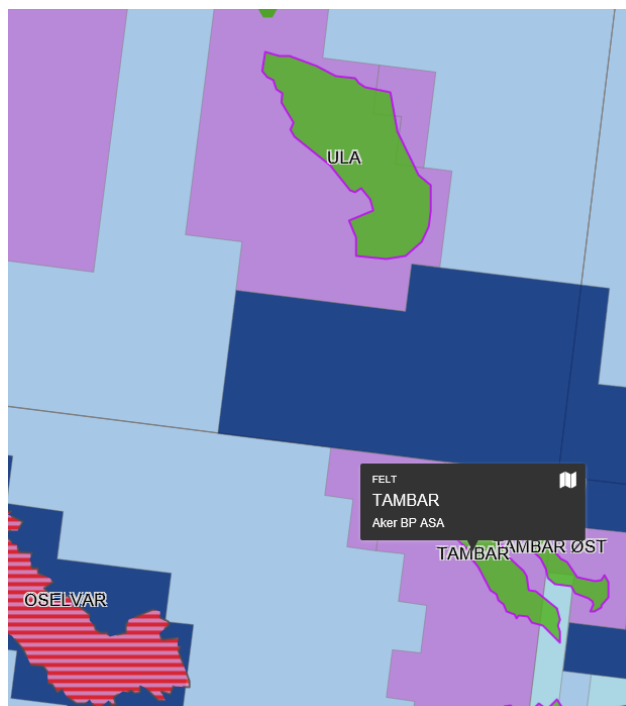 ULA
FELT
TAMBAR
Aker BP ASA
TAMBAR
TAMBAR ØST
OSELVAR